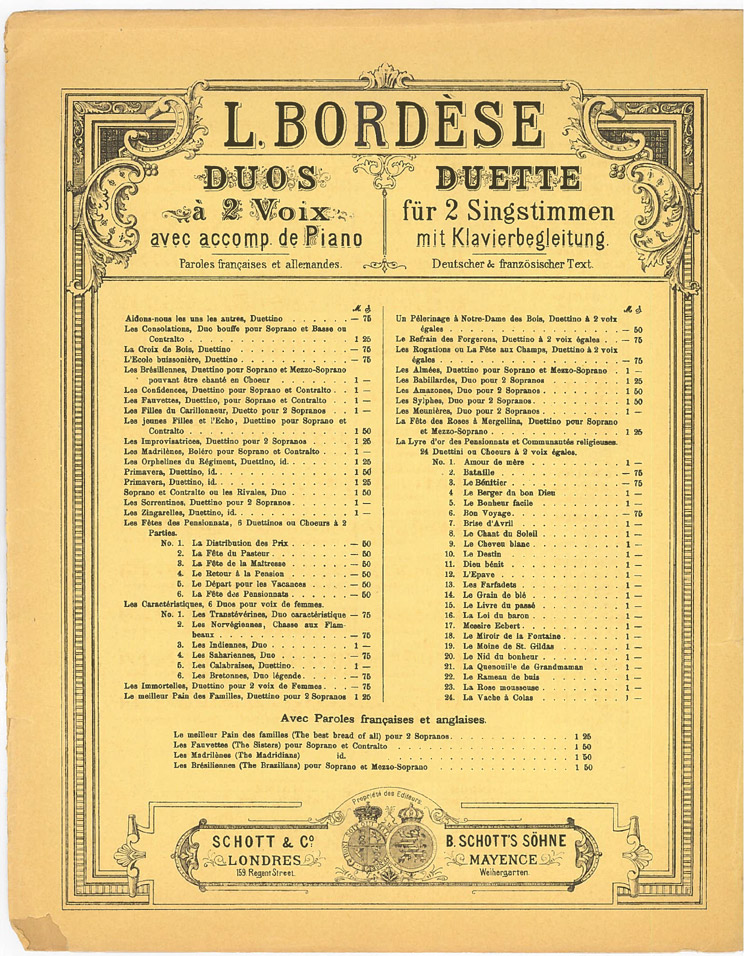 L. BORDÈSE
DUOS
à 2 Voix
avec accomp. de Piano
Paroles françaises et allemandes.
DUETTE
für 2 Singstimmen
mit Klavierbegleitung.
Deutscher & französischer Text.
Aidons-nous les uns les autres, Duettino . . . . . . — 75
Les Consolations, Duo bouffe pour Soprano et Basse ou
Contralto . . . . . . 1 25
La Croix de Bois, Duettino . . . . . . — 75
L'Ecole buissonière, Duettino . . . . . . — 75
Les Brésiliennes, Duettino pour Soprano et Mezzo-Soprano
pouvant être chanté en Choeur . . . . . . 1 —
Les Confidences, Duettino pour Soprano et Contralto . . 1 —
Les Fauvettes, Duettino, pour Soprano et Contralto . . 1 —
Les Filles du Carillonneur, Duetto pour 2 Sopranos . . 1 —
Les jeunes Filles et l'Echo, Duettino pour Soprano et
Contralto . . . . . . 1 50
Les Improvisatrices, Duettino pour 2 Sopranos . . . 1 25
Les Madrilènes, Boléro pour Soprano et Contralto . . 1 —
Les Orphelines du Régiment, Duettino, id. . . . . 1 25
Primavera, Duettino, id. . . . . . . 1 50
Primavera, Duettino, id. . . . . . . 1 25
Soprano et Contralto ou les Rivales, Duo . . . . 1 50
Les Sorrentines, Duettino pour 2 Sopranos . . . . 1 —
Les Zingarelles, Duettino, id. . . . . . . 1 —
Les Fêtes des Pensionnats, 6 Duetinos ou Choeurs à 2
Parties.
No. 1. La Distribution des Prix . . . . . . — 50
2. La Fête du Pasteur . . . . . . — 50
3. La Fête de la Maîtresse . . . . . . — 50
4. Le Retour à la Pension . . . . . . — 50
5. Le Départ pour les Vacances . . . . . . — 50
6. La Fête des Pensionnats . . . . . . — 50
Les Caractéristiques, 6 Duos pour voix de femmes.
No. 1. Les Transtévérines, Duo caractéristique — 75
2. Les Norvégiennes, Chasse aux Flam-
beaux . . . . . . — 75
3. Les Indiennes, Duo . . . . . . 1 —
4. Les Sahariennes, Duo . . . . . . — 75
5. Les Calabraises, Duettino . . . . . . 1 —
6. Les Bretonnes, Duo légende . . . . . . — 75
Les Immortelles, Duettino pour 2 voix de Femmes . . — 75
Le meilleur Pain des Familles, Duettino pour 2 Sopranos 1 25
Un Pèlerinage à Notre-Dame des Bois, Duettino à 2 voix
égales . . . . . . — 50
Le Refrain des Forgerons, Duettino à 2 voix égales . . — 75
Les Rogations ou La Fête aux Champs, Duettino à 2 voix
égales . . . . . . — 75
Les Almées, Duettino pour Soprano et Mezzo-Soprano . 1 —
Les Babillardes, Duo pour 2 Sopranos . . . . . . 1 25
Les Amazones, Duo pour 2 Sopranos . . . . . . 1 50
Les Sylphes, Duo pour 2 Sopranos . . . . . . 1 50
Les Meunières, Duo pour 2 Sopranos . . . . . . 1 —
La Fête des Roses à Mergellina, Duettino pour Soprano
et Mezzo-Soprano . . . . . . 1 25
La Lyre d'or des Pensionnats et Communautés religieuses.
24 Duettini ou Choeurs à 2 voix égales.
No. 1. Amour de mère . . . . . . 1 —
2. Bataille . . . . . . — 75
3. Le Bénitier . . . . . . — 75
4. Le Berger du bon Dieu . . . . . . 1 —
5. Le Bonheur facile . . . . . . 1 —
6. Bon Voyage . . . . . . — 75
7. Brise d'Avril . . . . . . 1 —
8. Le Chant du Soleil . . . . . . 1 —
9. Le Cheveu blanc . . . . . . 1 —
10. Le Destin . . . . . . 1 —
11. Dieu bénit . . . . . . 1 —
12. L'Epave . . . . . . 1 —
13. Les Farfadets . . . . . . 1 —
14. Le Grain de blé . . . . . . 1 —
15. Le Livre du passé . . . . . . 1 —
16. La Loi du baron . . . . . . 1 —
17. Messire Ecbert . . . . . . 1 —
18. Le Miroir de la Fontaine . . . . . . 1 —
19. Le Moine de St. Gildas . . . . . . 1 —
20. Le Nid du bonheur . . . . . . 1 —
21. La Quenouille de Grandmaman . . . . 1 —
22. Le Rameau de buis . . . . . . 1 —
23. La Rose mousseuse . . . . . . 1 —
24. La Vache à Colas . . . . . . 1 —
Avec Paroles françaises et anglaises.
Le meilleur Pain des familles (The best bread of all) pour 2 Sopranos . . . . . . 1 25
Les Fauvettes (The Sisters) pour Soprano et Contralto . . . . . . 1 50
Les Madrilènes (The Madridians) id. . . . . . . 1 50
Les Brésiliennes (The Brazilians) pour Soprano et Mezzo-Soprano 1 50
Propriété des Editeurs.
SCHOTT & Co.
LONDRES
159. Regent Street.
B. SCHOTT'S SÖHNE
MAYENCE
Weihergarten.